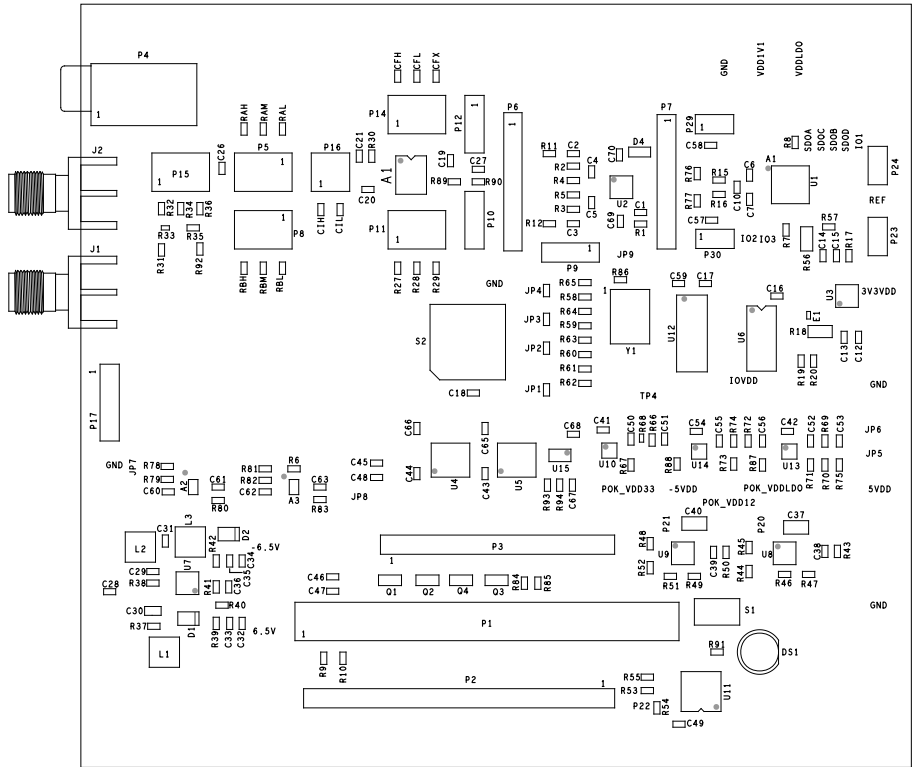 P4
1
J2
J1
RAH
RAM
RAL
CFH
CFL
CFX
P14
1
P12
1
P6
1
P7
1
P29
1
GND
VDD1V1
VDDLDO
C58
R8
SDOA
SDOC
SDOB
SDOD
IO1
P24
1
REF
P23
1
P15
1
C26
P5
1
P16
1
C21
R30
A1
C19
C27
R89
R90
C20
R11
C2
R2
R4
R5
R3
R12
C3
C4
C5
C70
D4
U2
C69
C1
R1
R76
R77
R15
R16
C10
C6
C7
A1
U1
C57
P30
1
IO2
IO3
R7
R56
R57
C14
C15
R17
R32
R34
R36
R33
R35
R31
R92
P8
1
CIH
CIL
P11
1
P10
1
P9
1
JP9
RBH
RBM
RBL
R27
R28
R29
GND
JP4
JP3
JP2
JP1
R65
R58
R64
R59
R63
R60
R61
R62
R86
1
Y1
C59
C17
U12
C16
U6
IOVDD
E1
R18
U3
3V3VDD
C13
C12
R19
R20
GND
S2
C18
TP4
P17
1
C66
C65
C68
C41
C50
R68
R66
C51
C54
C55
R74
R72
C56
C42
C52
R69
C53
JP6
JP5
GND
JP7
R78
R79
C60
A2
C61
R80
R81
R82
C62
R6
A3
C63
R83
C45
C48
JP8
C44
U4
C43
U5
U15
R93
R94
C67
U10
R67
R88
U14
R73
R87
U13
R71
R70
R75
POK_VDD33
-5VDD
POK_VDDLDO
5VDD
POK_VDD12
C31
L3
R42
D2
-6.5V
L2
C34
C35
C36
R41
U7
C29
R38
C28
C30
R37
D1
R40
R39
C33
C32
6.5V
L1
P3
1
P21
C40
P20
C37
R48
U9
R52
R51
R49
C39
R50
R45
R44
U8
R46
R47
C38
R43
C46
C47
Q1
Q2
Q4
Q3
R84
R85
P1
1
S1
GND
R91
DS1
R9
R10
P2
1
R55
R53
P22
R54
U11
C49